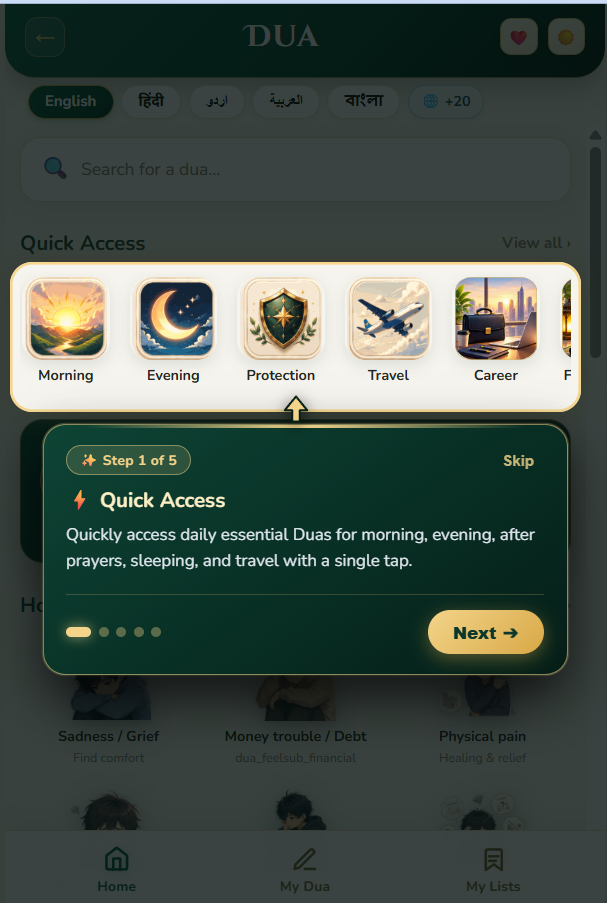 DUA
English
हिंदी
اردو
العربية
বাংলা
+20
Search for a dua...
Quick Access
View all ›
Morning
Evening
Protection
Travel
Career
F
Step 1 of 5
Skip
Quick Access
Quickly access daily essential Duas for morning, evening, after
prayers, sleeping, and travel with a single tap.
Next →
Sadness / Grief
Money trouble / Debt
Physical pain
Find comfort
dua_feelsub_financial
Healing & relief
Home
My Dua
My Lists